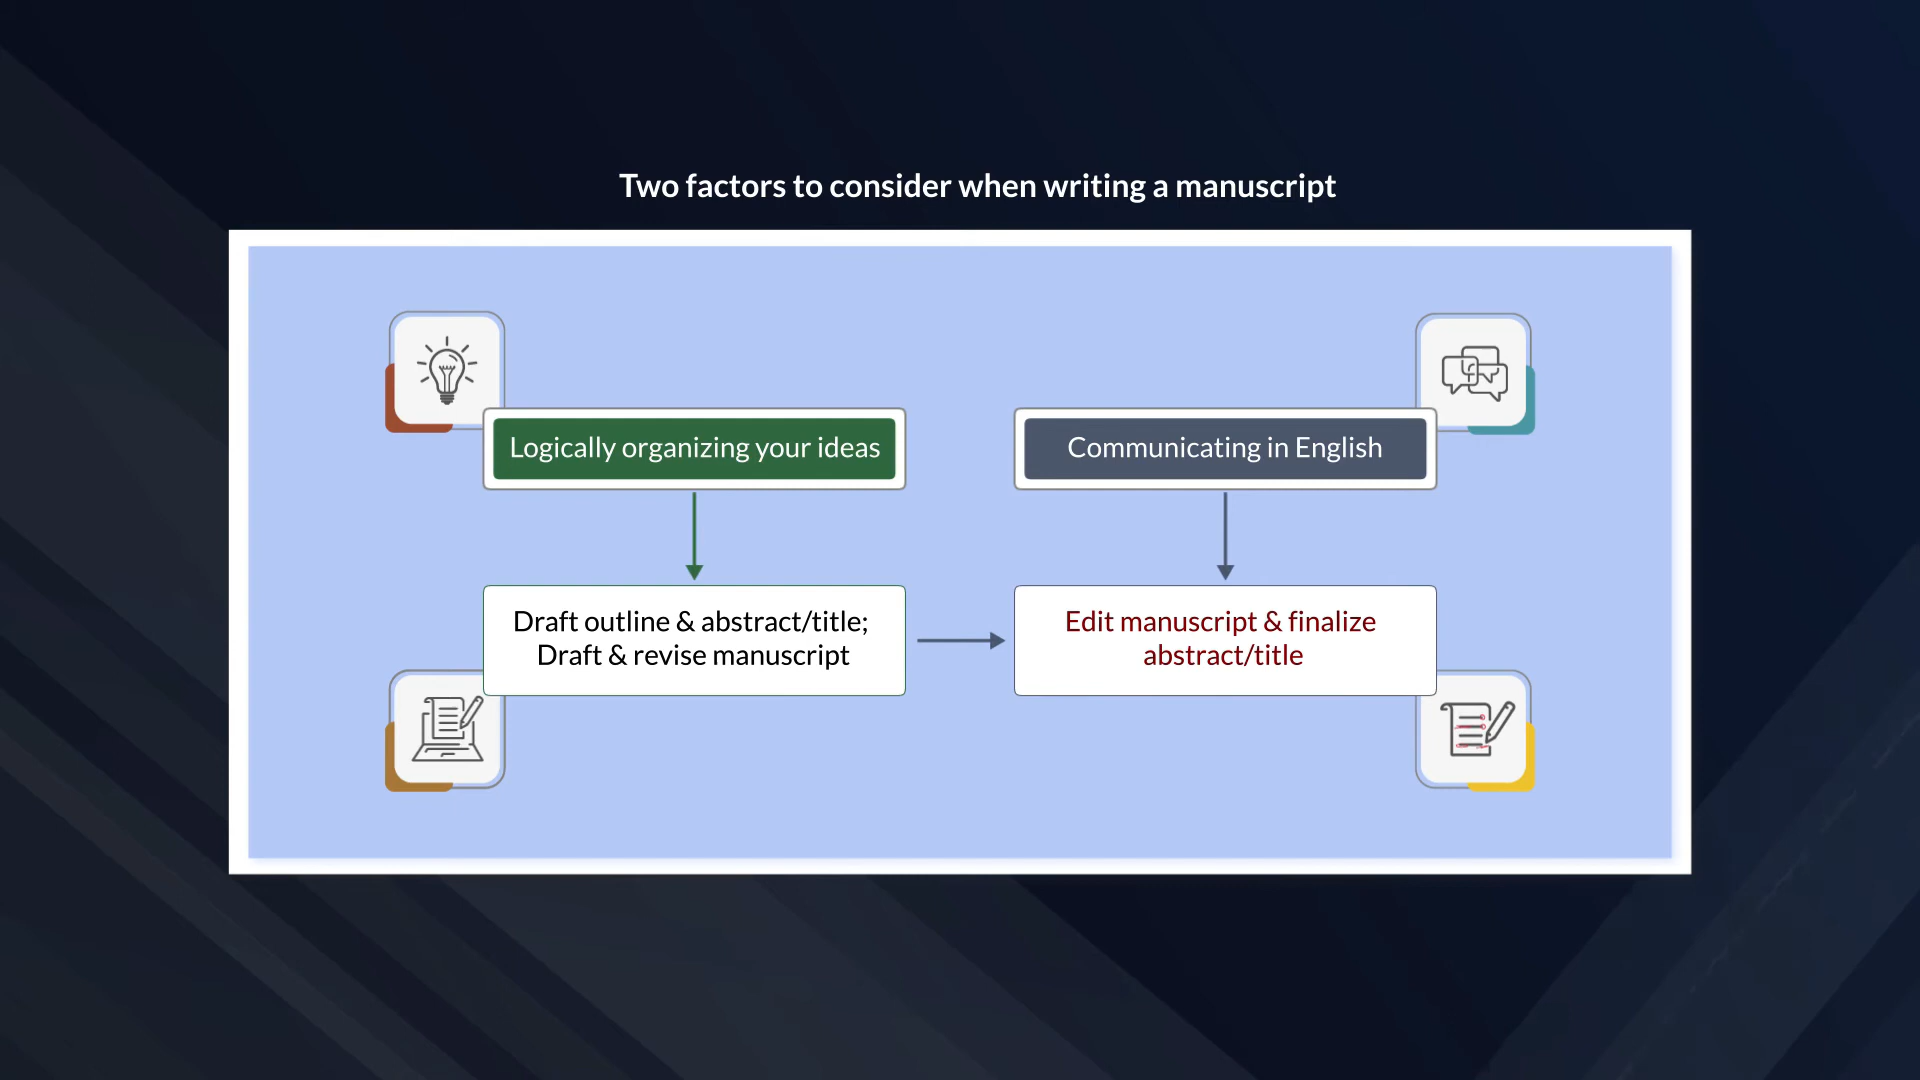 Two factors to consider when writing a manuscript
Logically organizing your ideas
Communicating in English
Draft outline & abstract/title;
Draft & revise manuscript
Edit manuscript & finalize
abstract/title